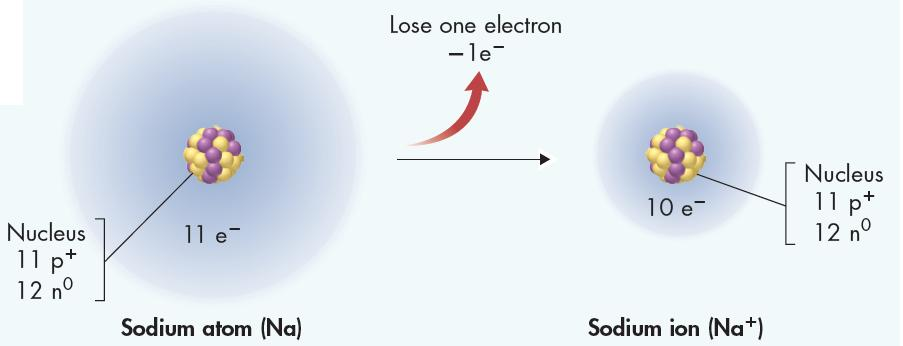 Lose one electron
– 1e⁻
Nucleus
11 p⁺
12 n⁰
11 e⁻
Sodium atom (Na)
10 e⁻
Nucleus
11 p⁺
12 n⁰
Sodium ion (Na⁺)